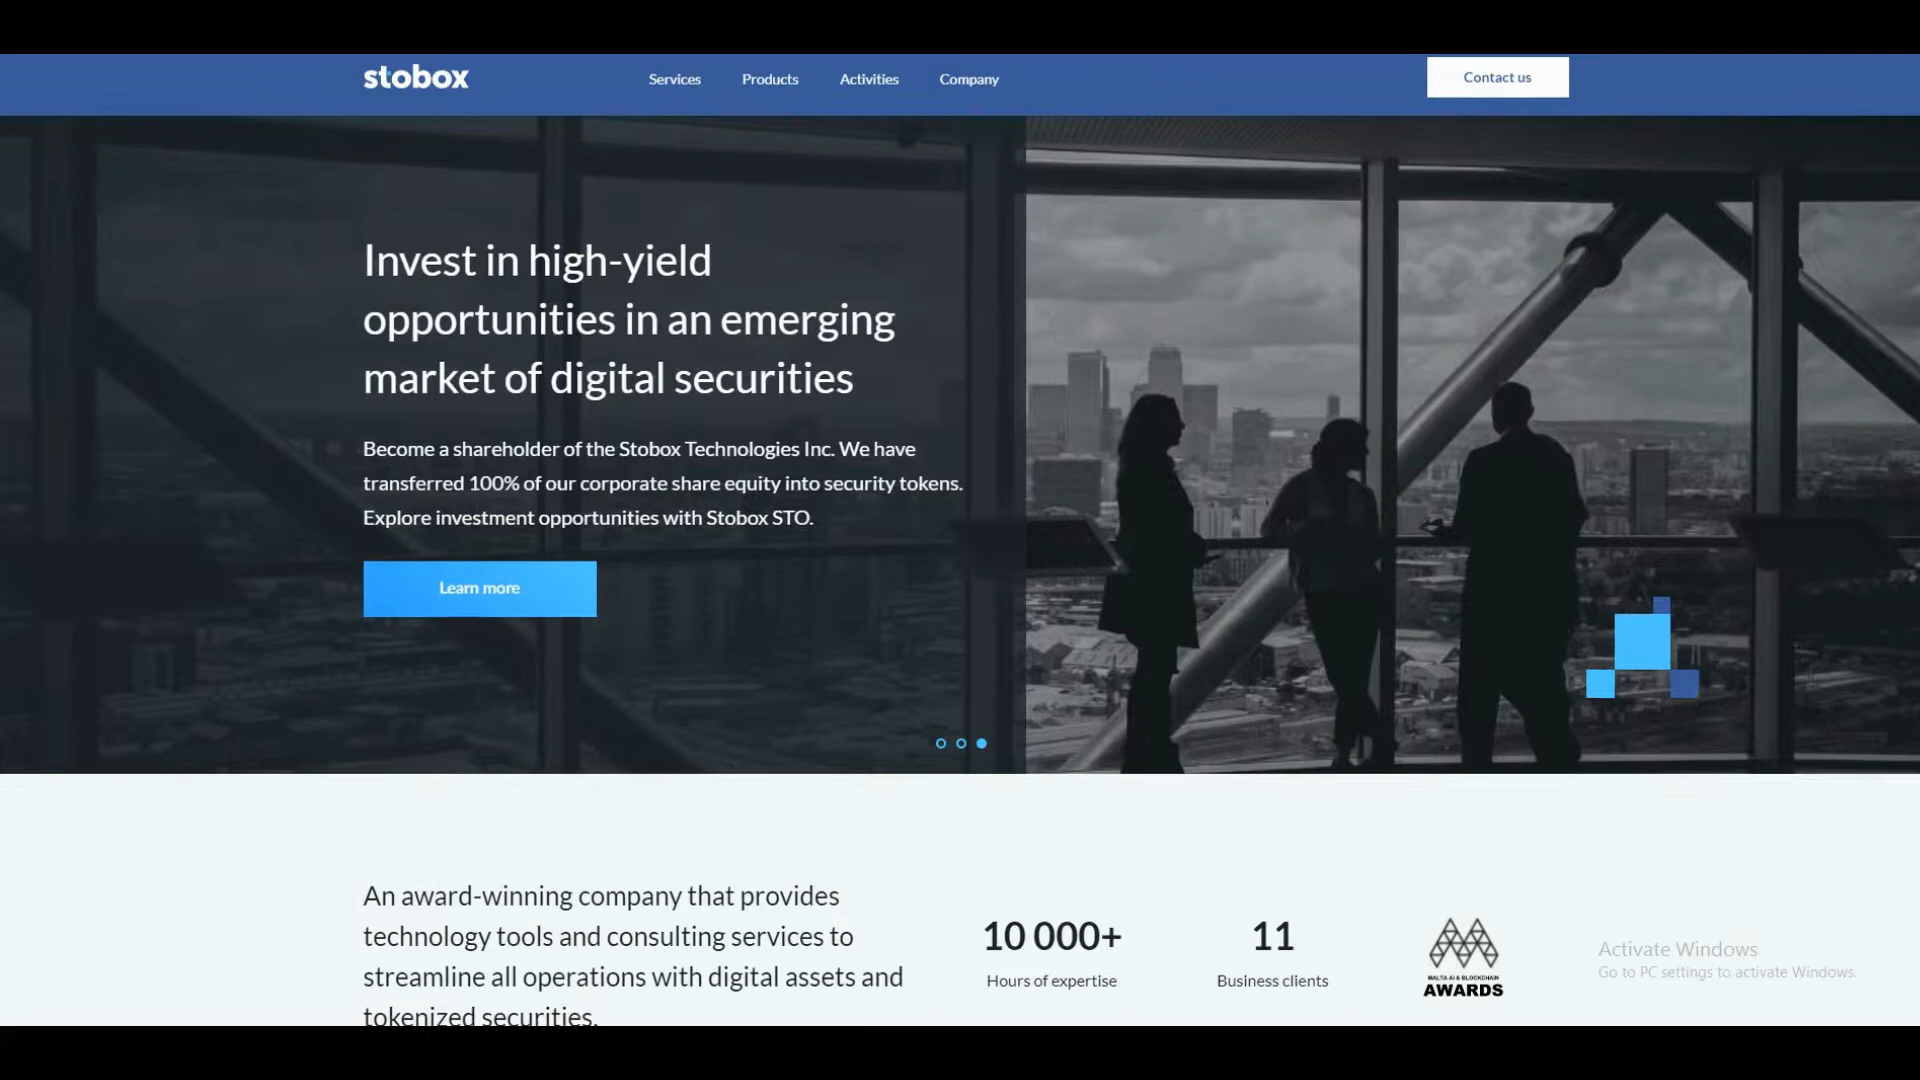 stobox
Services
Products
Activities
Company
Contact us
Invest in high-yield
opportunities in an emerging
market of digital securities
Become a shareholder of the Stobox Technologies Inc. We have
transferred 100% of our corporate share equity into security tokens.
Explore investment opportunities with Stobox STO.
Learn more
An award-winning company that provides
technology tools and consulting services to
streamline all operations with digital assets and
tokenized securities.
10 000+
Hours of expertise
11
Business clients
MALTA AI & BLOCKCHAIN
AWARDS
Activate Windows
Go to PC settings to activate Windows.